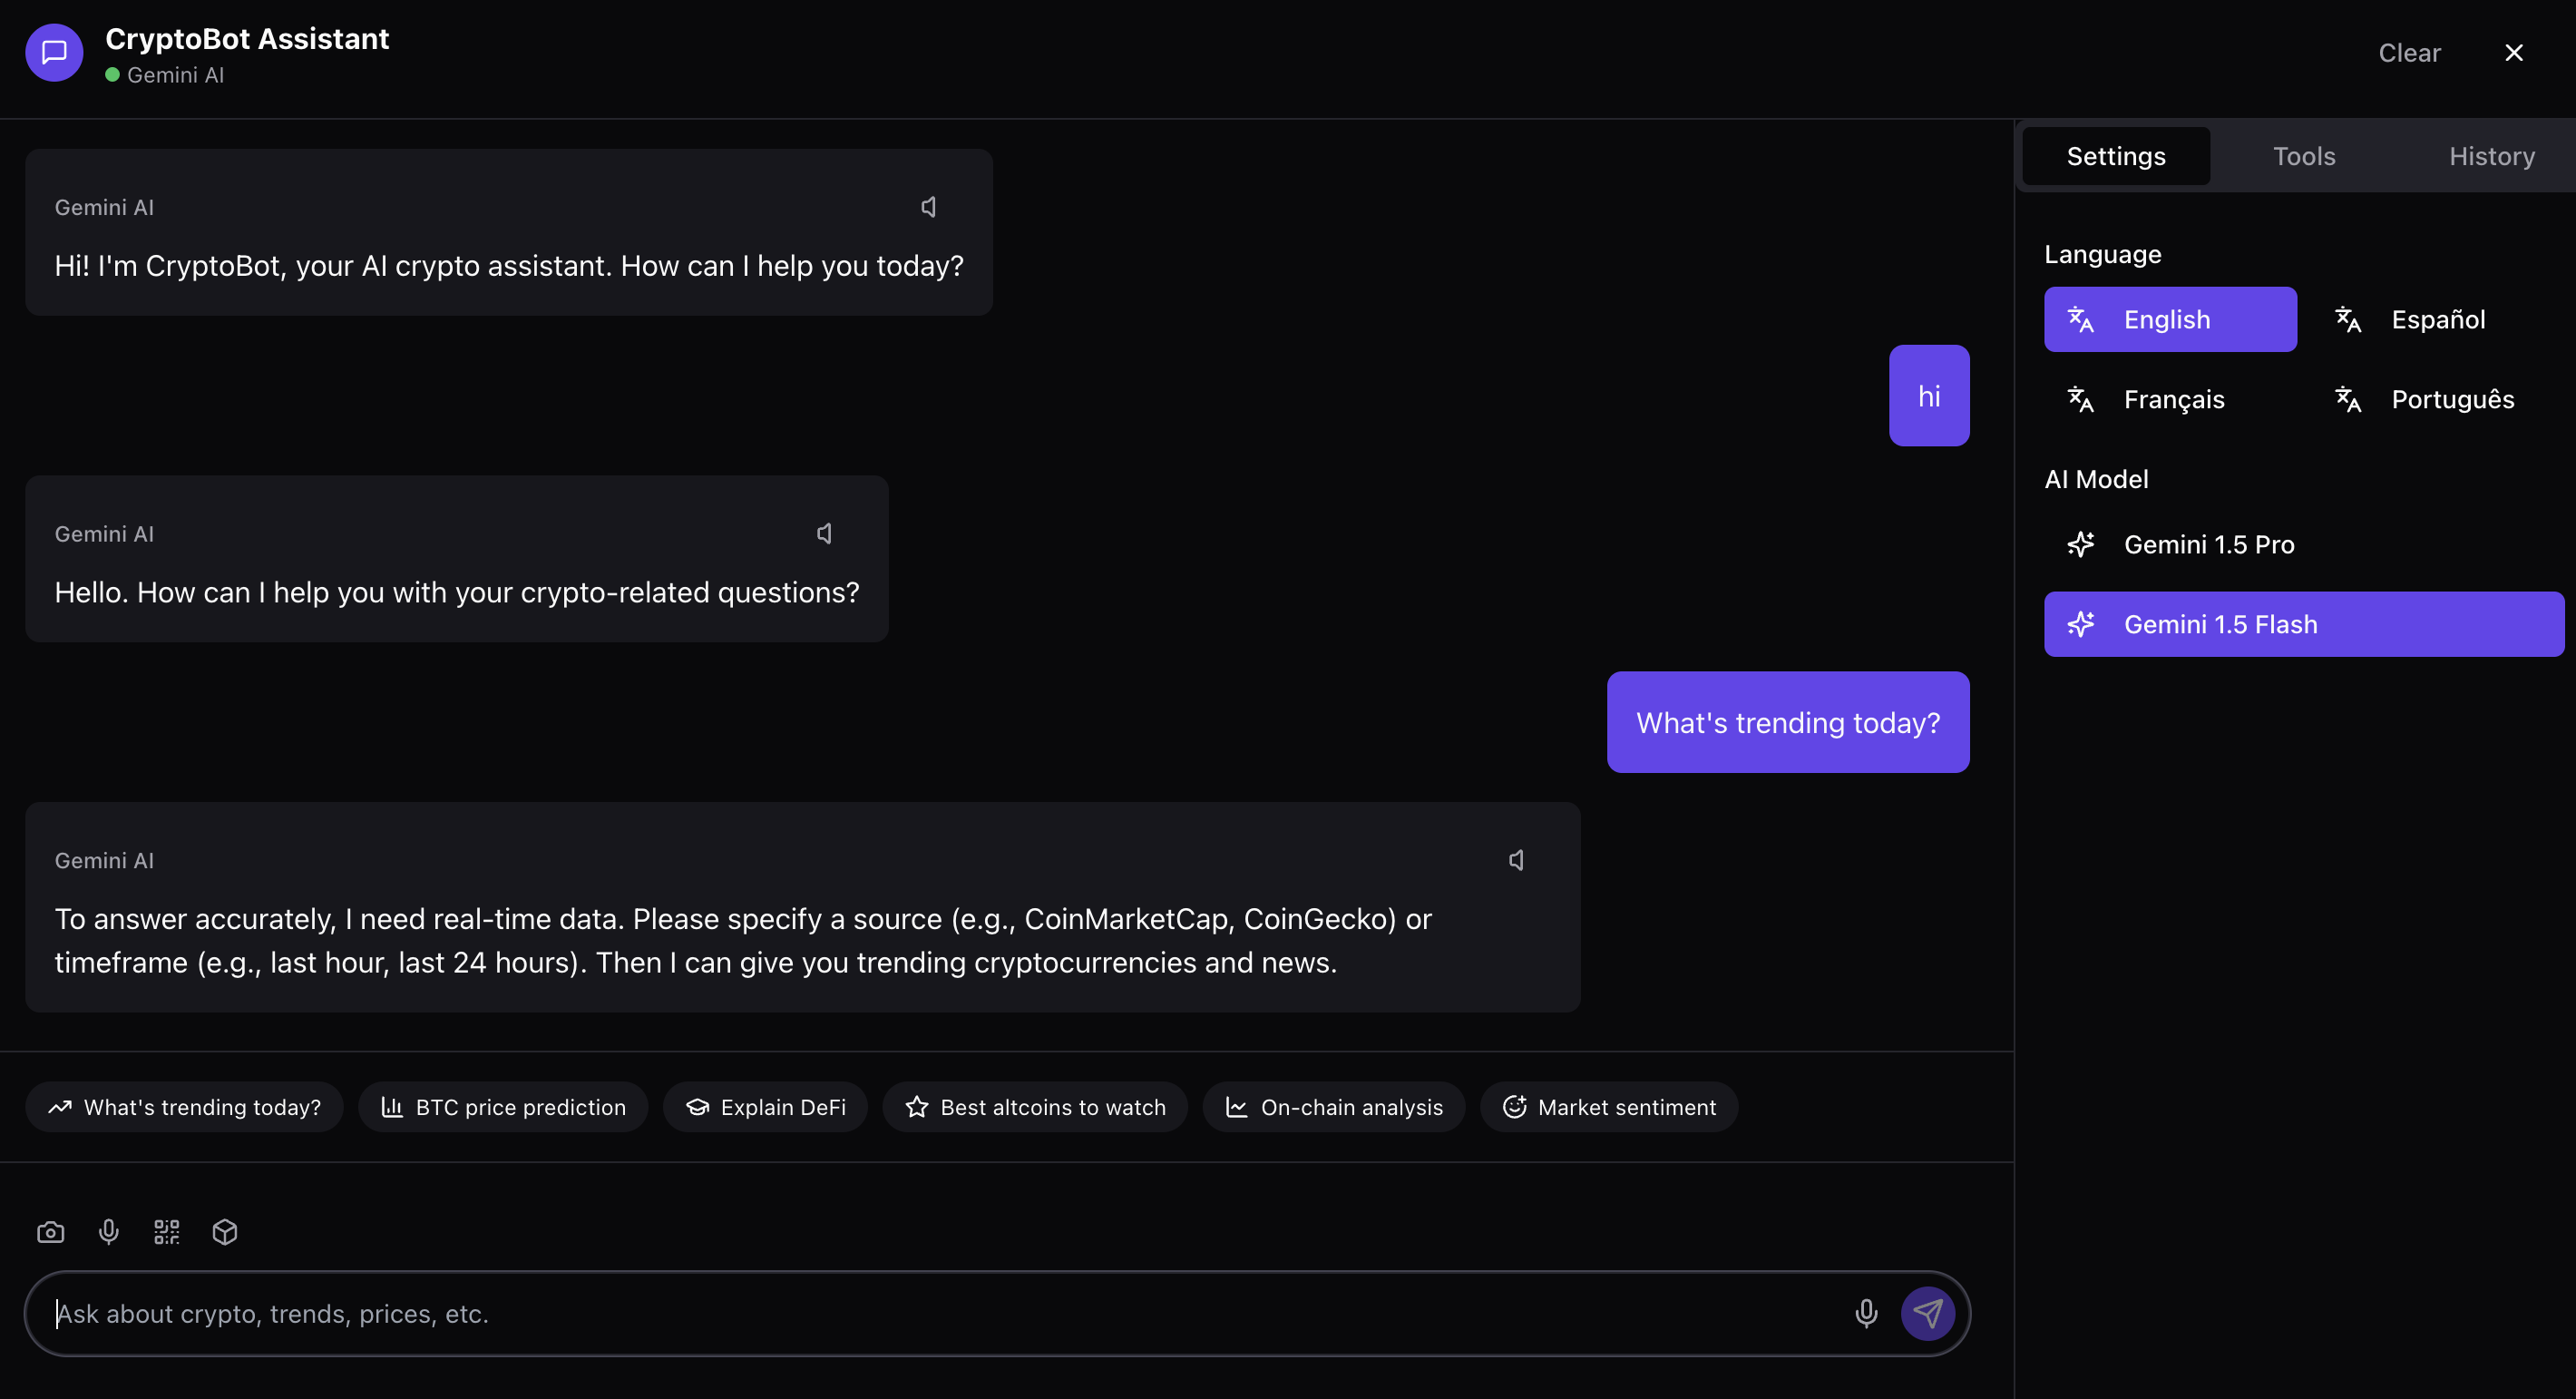 CryptoBot Assistant
Gemini AI
Clear
Gemini AI
Hi! I'm CryptoBot, your AI crypto assistant. How can I help you today?
hi
Gemini AI
Hello. How can I help you with your crypto-related questions?
What's trending today?
Gemini AI
To answer accurately, I need real-time data. Please specify a source (e.g., CoinMarketCap, CoinGecko) or
timeframe (e.g., last hour, last 24 hours). Then I can give you trending cryptocurrencies and news.
What's trending today?
BTC price prediction
Explain DeFi
Best altcoins to watch
On-chain analysis
Market sentiment
Ask about crypto, trends, prices, etc.
Settings
Tools
History
Language
English
Español
Français
Português
AI Model
Gemini 1.5 Pro
Gemini 1.5 Flash